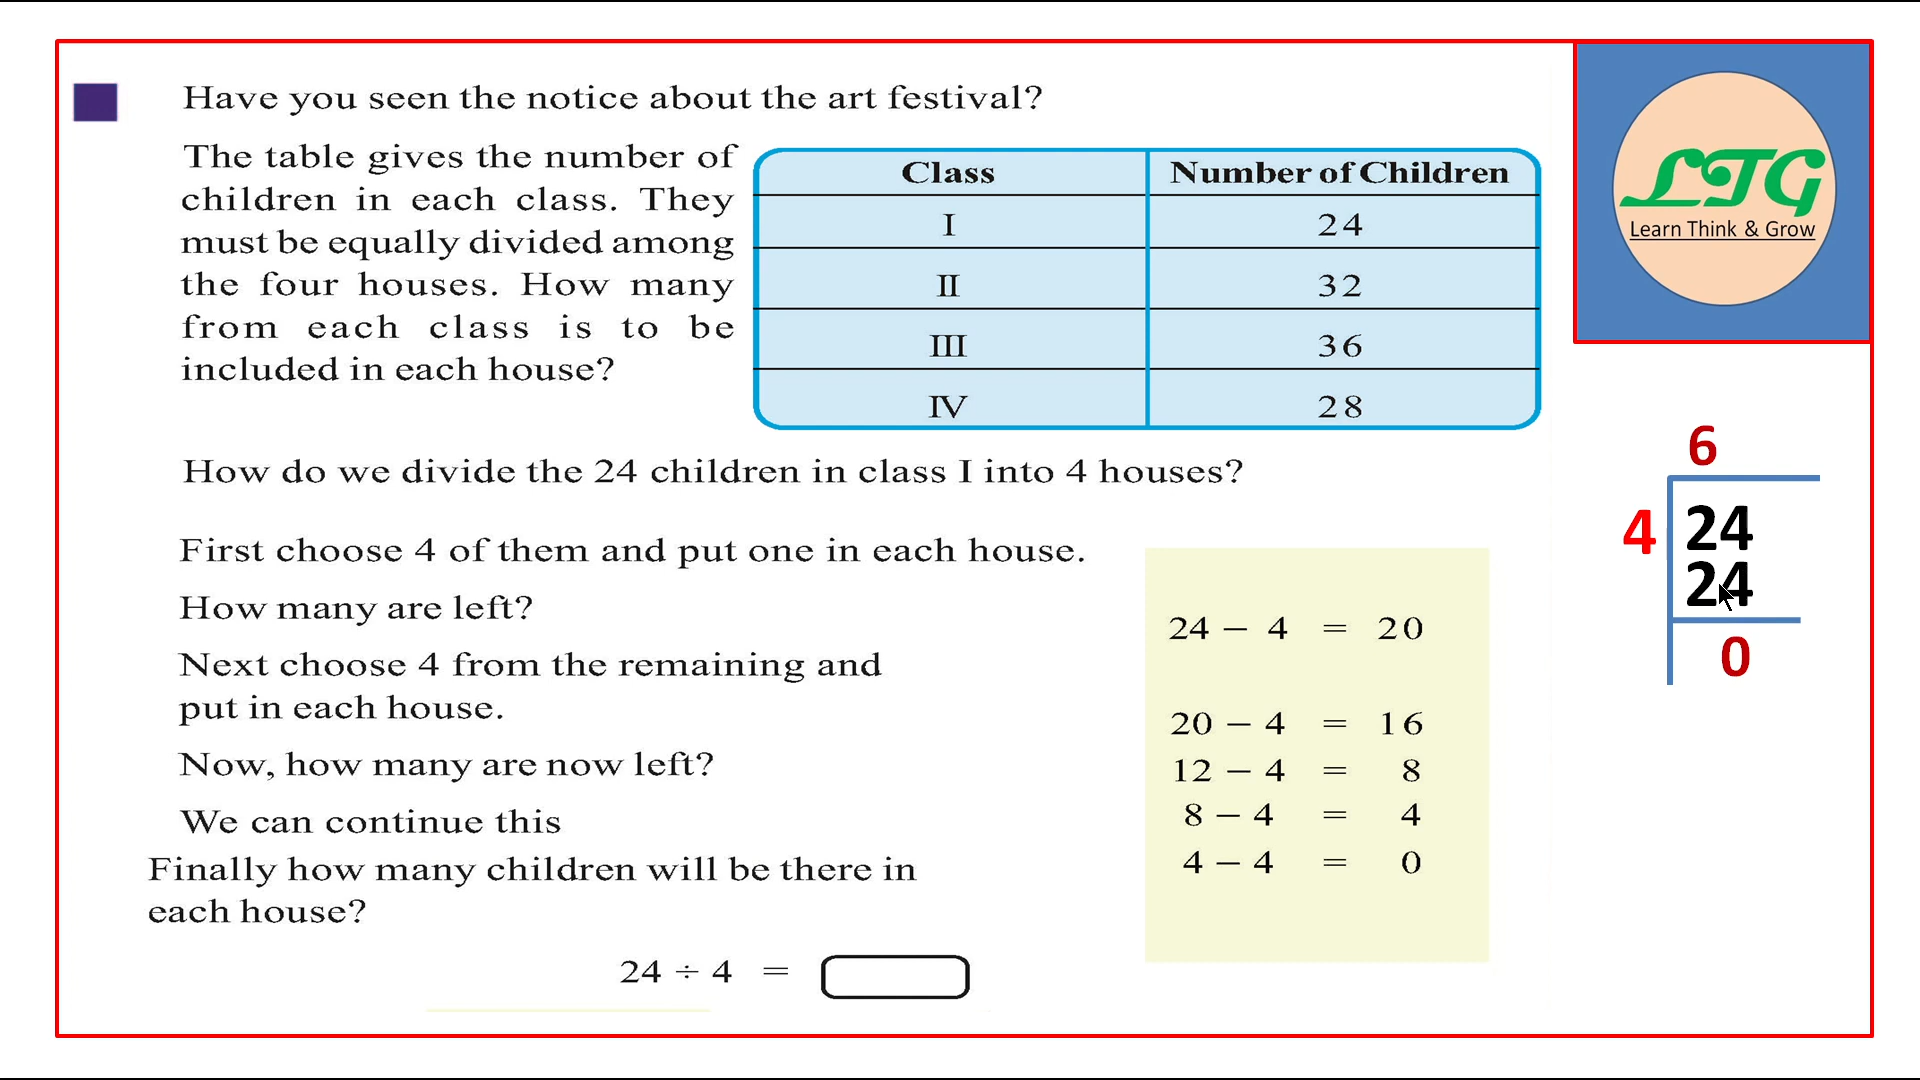 Have you seen the notice about the art festival?
The table gives the number of
children in each class. They
must be equally divided among
the four houses. How many
from each class is to be
included in each house?
Class Number of Children
I 24
II 32
III 36
IV 28
LTG
Learn Think & Grow
How do we divide the 24 children in class I into 4 houses?
First choose 4 of them and put one in each house.
How many are left?
Next choose 4 from the remaining and
put in each house.
Now, how many are now left?
We can continue this
Finally how many children will be there in
each house?
24 ÷ 4 =
24 − 4 = 20
20 − 4 = 16
12 − 4 = 8
8 − 4 = 4
4 − 4 = 0
6
4 24
24
0